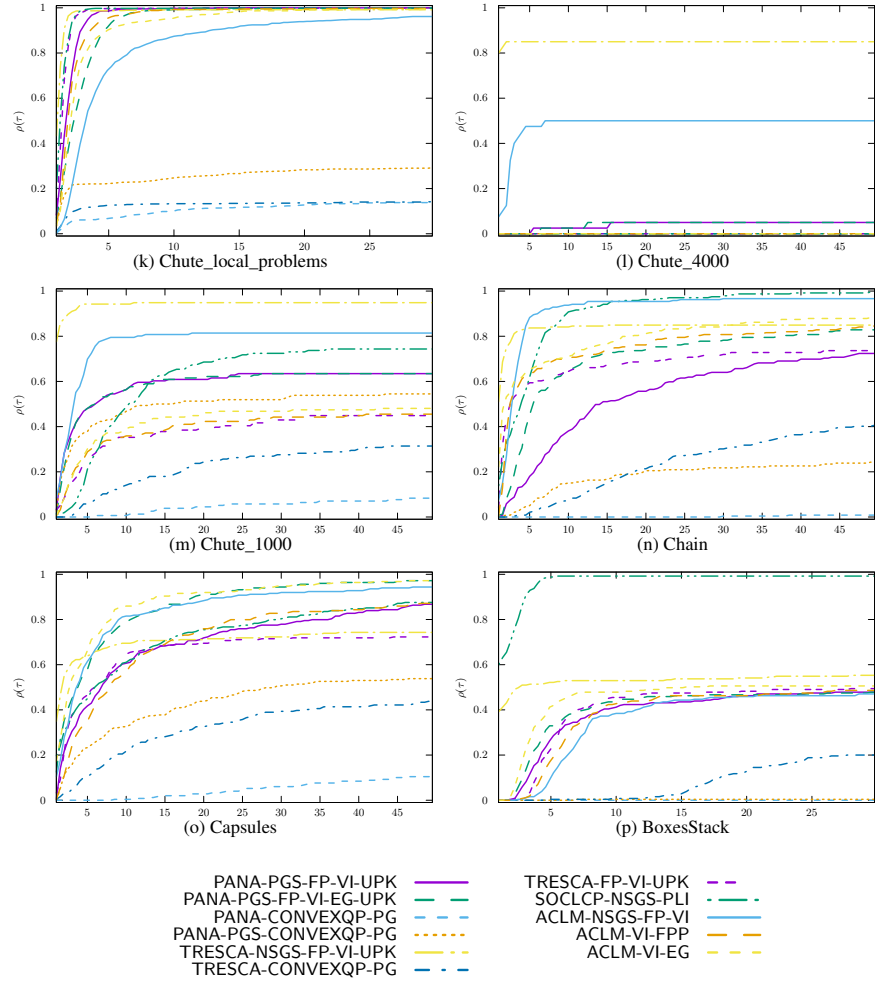 1
0.8
0.6
0.4
0.2
0
ρ(τ)
5 10 15 20 25
(k) Chute_local_problems
1
0.8
0.6
0.4
0.2
0
ρ(τ)
5 10 15 20 25 30 35 40 45
(l) Chute_4000
1
0.8
0.6
0.4
0.2
0
ρ(τ)
5 10 15 20 25 30 35 40 45
(m) Chute_1000
1
0.8
0.6
0.4
0.2
0
ρ(τ)
5 10 15 20 25 30 35 40 45
(n) Chain
1
0.8
0.6
0.4
0.2
0
ρ(τ)
5 10 15 20 25 30 35 40 45
(o) Capsules
1
0.8
0.6
0.4
0.2
0
ρ(τ)
5 10 15 20 25
(p) BoxesStack
PANA-PGS-FP-VI-UPK
PANA-PGS-FP-VI-EG-UPK
PANA-CONVEXQP-PG
PANA-PGS-CONVEXQP-PG
TRESCA-NSGS-FP-VI-UPK
TRESCA-CONVEXQP-PG
TRESCA-FP-VI-UPK
SOCLCP-NSGS-PLI
ACLM-NSGS-FP-VI
ACLM-VI-FPP
ACLM-VI-EG